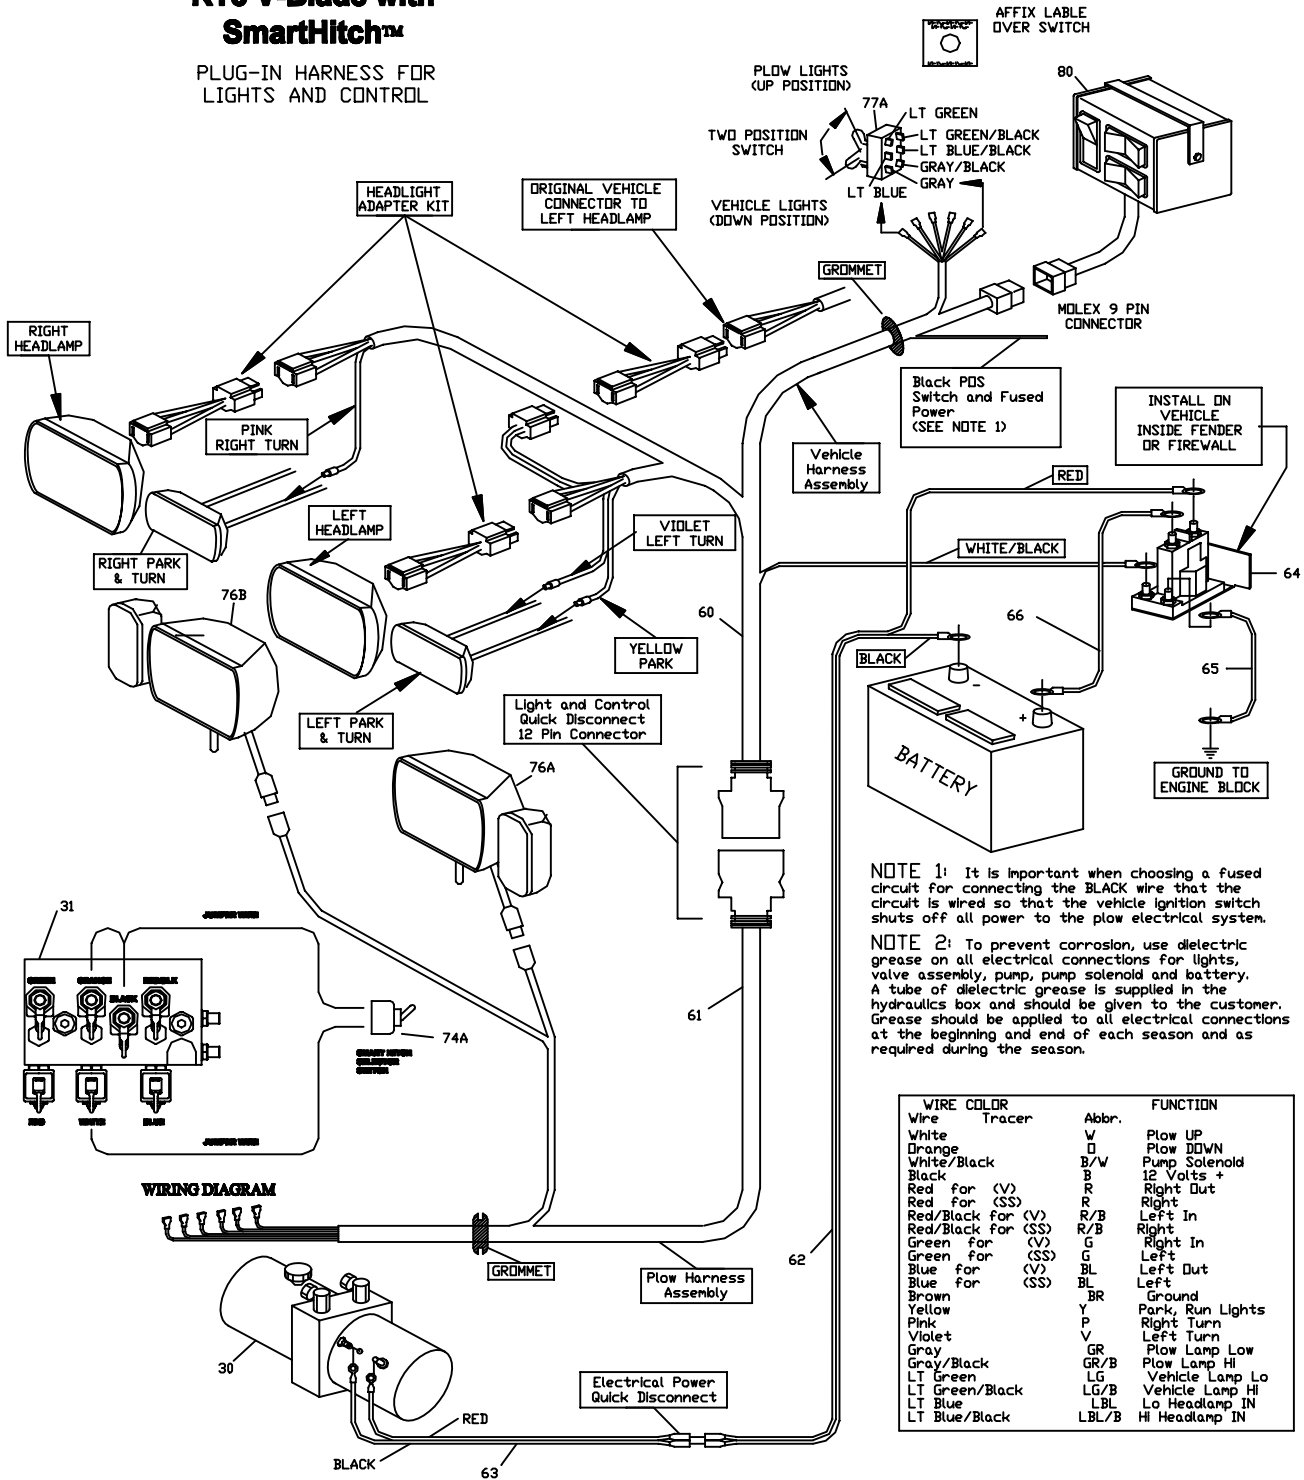 SmartHitch™
PLUG-IN HARNESS FOR
LIGHTS AND CONTROL
AFFIX LABLE
OVER SWITCH
PLOW LIGHTS
(UP POSITION)
77A
80
LT GREEN
LT GREEN/BLACK
LT BLUE/BLACK
GRAY/BLACK
GRAY
LT BLUE
TWO POSITION
SWITCH
VEHICLE LIGHTS
(DOWN POSITION)
HEADLIGHT
ADAPTER KIT
ORIGINAL VEHICLE
CONNECTOR TO
LEFT HEADLAMP
GROMMET
MOLEX 9 PIN
CONNECTOR
RIGHT
HEADLAMP
PINK
RIGHT TURN
Black POS
Switch and Fused
Power
(SEE NOTE 1)
INSTALL ON
VEHICLE
INSIDE FENDER
OR FIREWALL
Vehicle
Harness
Assembly
RED
LEFT
HEADLAMP
VIOLET
LEFT TURN
WHITE/BLACK
RIGHT PARK
& TURN
64
76B
60
66
YELLOW
PARK
BLACK
65
LEFT PARK
& TURN
Light and Control
Quick Disconnect
12 Pin Connector
- +
BATTERY
GROUND TO
ENGINE BLOCK
76A
NOTE 1: It is important when choosing a fused
circuit for connecting the BLACK wire that the
circuit is wired so that the vehicle ignition switch
shuts off all power to the plow electrical system.
NOTE 2: To prevent corrosion, use dielectric
grease on all electrical connections for lights,
valve assembly, pump, pump solenoid and battery.
A tube of dielectric grease is supplied in the
hydraulics box and should be given to the customer.
Grease should be applied to all electrical connections
at the beginning and end of each season and as
required during the season.
31
JUMPER WIRE
GREEN
ORANGE
BLACK
RED/BLK
61
74A
SMART HITCH
SELECTOR
SWITCH
RED
WHITE
BLUE
JUMPER WIRE
WIRING DIAGRAM
GROMMET
Plow Harness
Assembly
62
30
Electrical Power
Quick Disconnect
RED
BLACK
63
WIRE COLOR FUNCTION
Wire Tracer Abbr.
White W Plow UP
Orange O Plow DOWN
White/Black B/W Pump Solenoid
Black B 12 Volts +
Red for (V) R Right Out
Red for (SS) R Right
Red/Black for (V) R/B Left In
Red/Black for (SS) R/B Right
Green for (V) G Right In
Green for (SS) G Left
Blue for (V) BL Left Out
Blue for (SS) BL Left
Brown BR Ground
Yellow Y Park, Run Lights
Pink P Right Turn
Violet V Left Turn
Gray GR Plow Lamp Low
Gray/Black GR/B Plow Lamp Hi
LT Green LG Vehicle Lamp Lo
LT Green/Black LG/B Vehicle Lamp Hi
LT Blue LBL Lo Headlamp IN
LT Blue/Black LBL/B Hi Headlamp IN